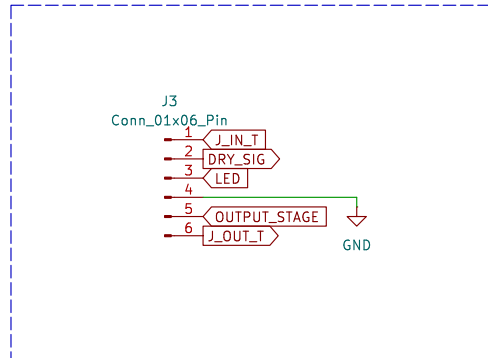 J3
Conn_01x06_Pin
1 J_IN_T
2 DRY_SIG
3 LED
4
5 OUTPUT_STAGE
6 J_OUT_T
GND